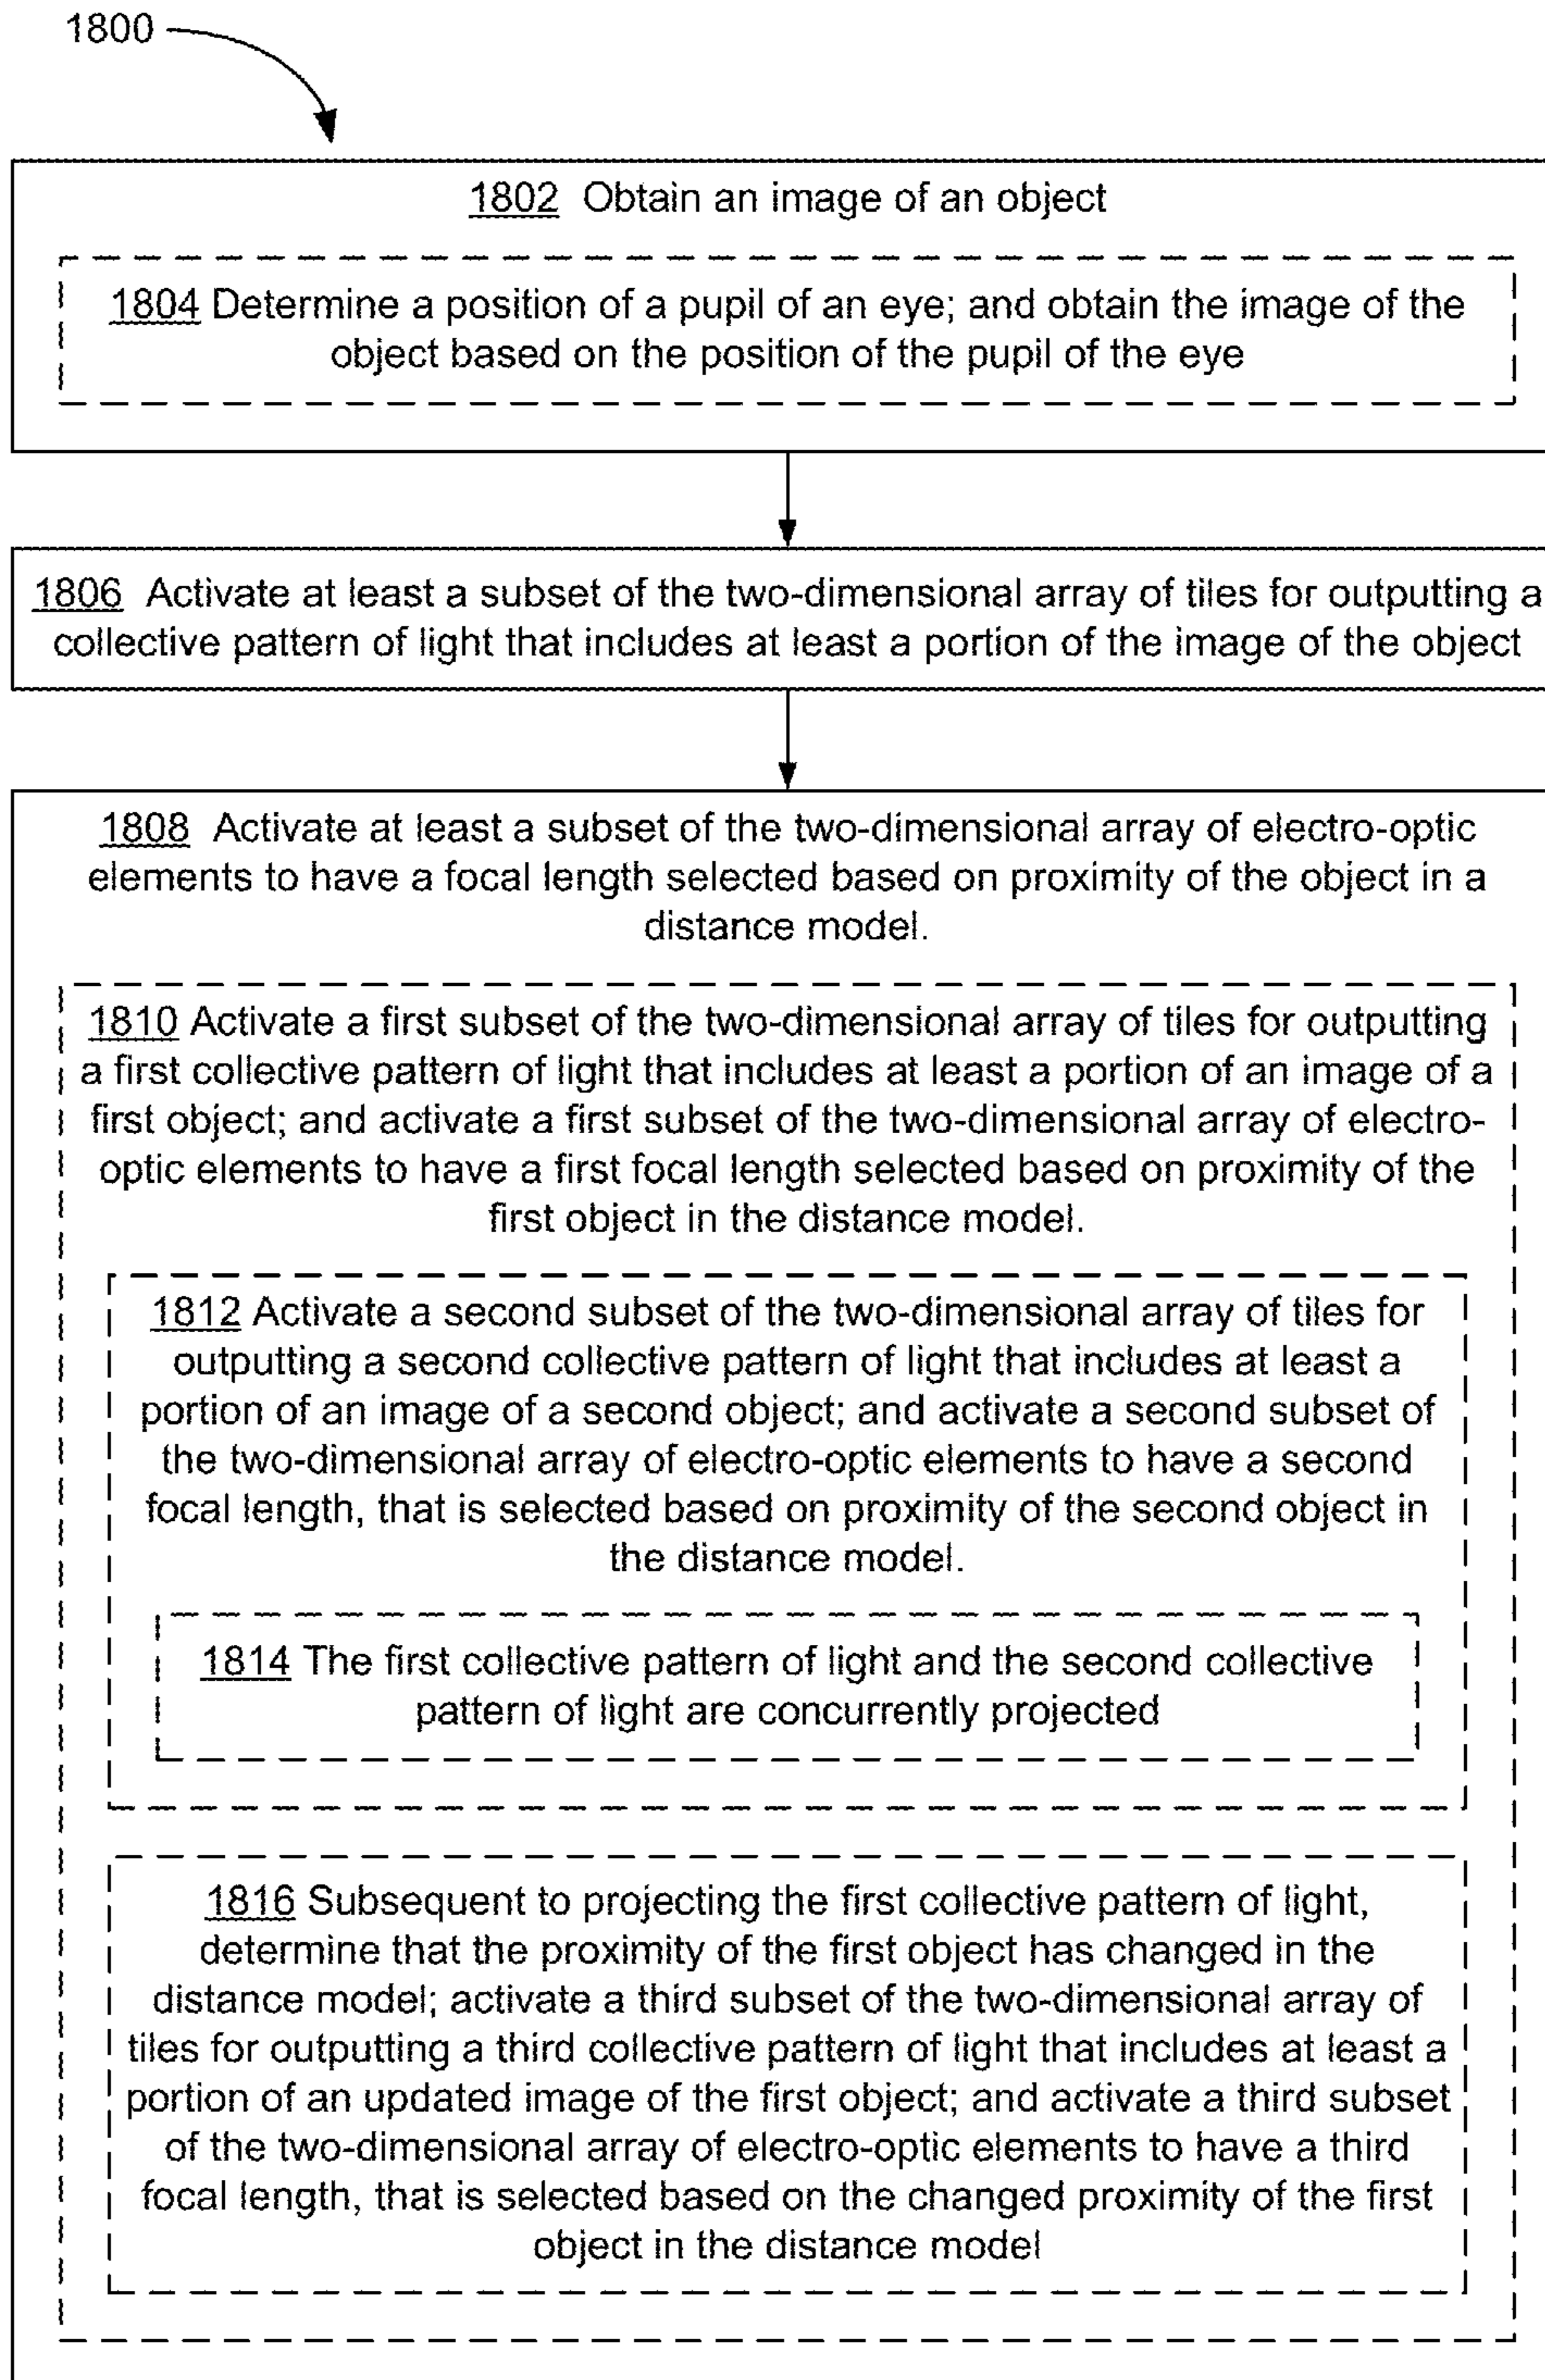 1800
1802 Obtain an image of an object
1804 Determine a position of a pupil of an eye; and obtain the image of the
object based on the position of the pupil of the eye
1806 Activate at least a subset of the two-dimensional array of tiles for outputting a
collective pattern of light that includes at least a portion of the image of the object
1808 Activate at least a subset of the two-dimensional array of electro-optic
elements to have a focal length selected based on proximity of the object in a
distance model.
1810 Activate a first subset of the two-dimensional array of tiles for outputting
a first collective pattern of light that includes at least a portion of an image of a
first object; and activate a first subset of the two-dimensional array of electro-
optic elements to have a first focal length selected based on proximity of the
first object in the distance model.
1812 Activate a second subset of the two-dimensional array of tiles for
outputting a second collective pattern of light that includes at least a
portion of an image of a second object; and activate a second subset of
the two-dimensional array of electro-optic elements to have a second
focal length, that is selected based on proximity of the second object in
the distance model.
1814 The first collective pattern of light and the second collective
pattern of light are concurrently projected
1816 Subsequent to projecting the first collective pattern of light,
determine that the proximity of the first object has changed in the
distance model; activate a third subset of the two-dimensional array of
tiles for outputting a third collective pattern of light that includes at least a
portion of an updated image of the first object; and activate a third subset
of the two-dimensional array of electro-optic elements to have a third
focal length, that is selected based on the changed proximity of the first
object in the distance model